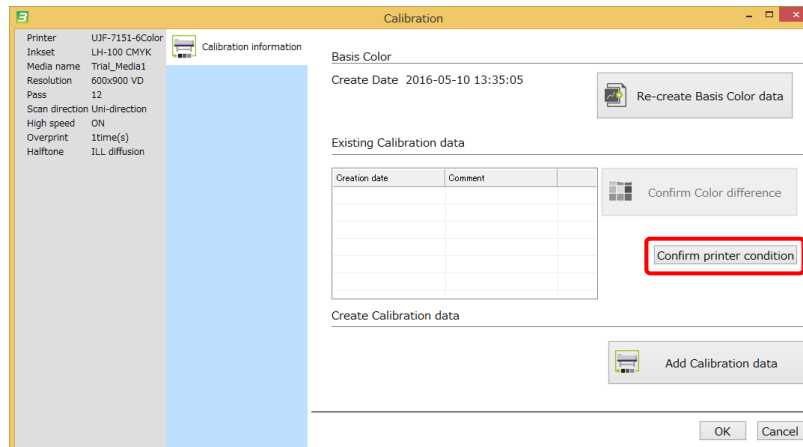 Calibration
Printer UJF-7151-6Color
Inkset LH-100 CMYK
Media name Trial_Media1
Resolution 600x900 VD
Pass 12
Scan direction Uni-direction
High speed ON
Overprint 1time(s)
Halftone ILL diffusion
Calibration information
Basis Color
Create Date 2016-05-10 13:35:05
Re-create Basis Color data
Existing Calibration data
Creation date Comment
Confirm Color difference
Confirm printer condition
Create Calibration data
Add Calibration data
OK Cancel